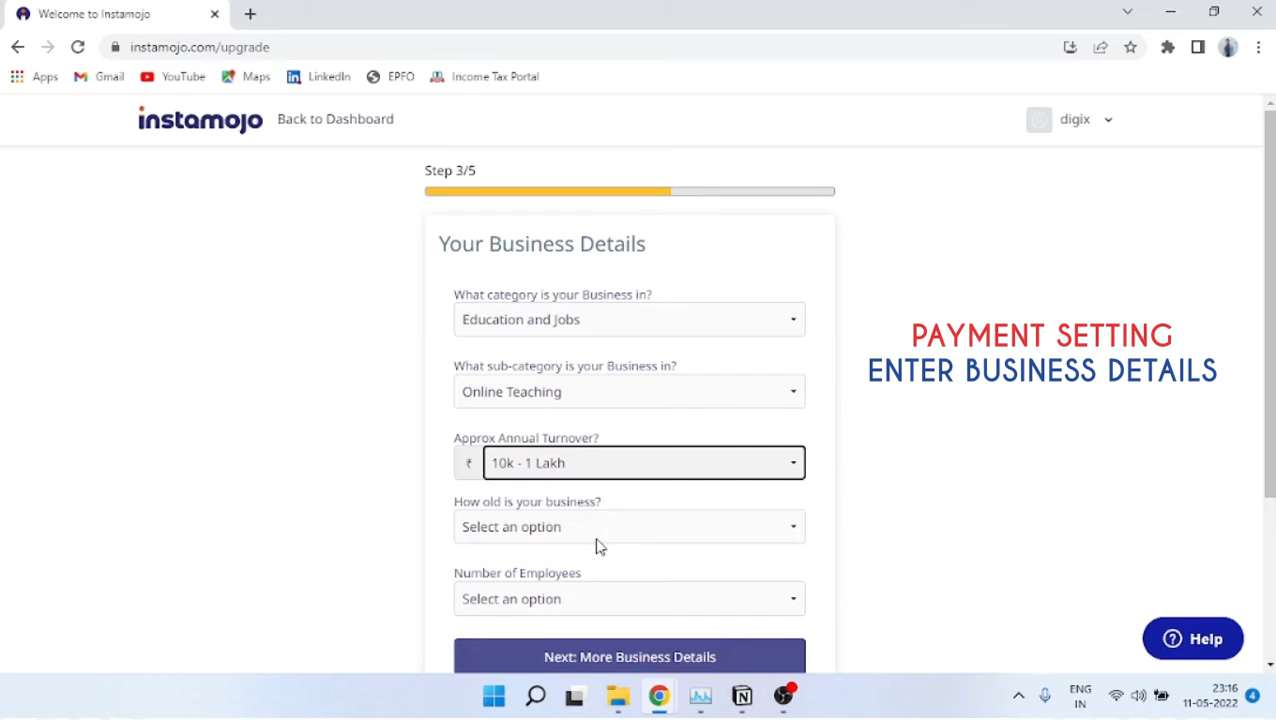 Welcome to Instamojo
instamojo.com/upgrade
Apps Gmail YouTube Maps LinkedIn EPFO Income Tax Portal
instamojo Back to Dashboard digix
Step 3/5
Your Business Details
What category is your Business in?
Education and Jobs
What sub-category is your Business in?
Online Teaching
Approx Annual Turnover?
₹ 10k - 1 Lakh
How old is your business?
Select an option
Number of Employees
Select an option
Next: More Business Details
PAYMENT SETTING
ENTER BUSINESS DETAILS
Help
ENG
IN
23:16
11-05-2022
4